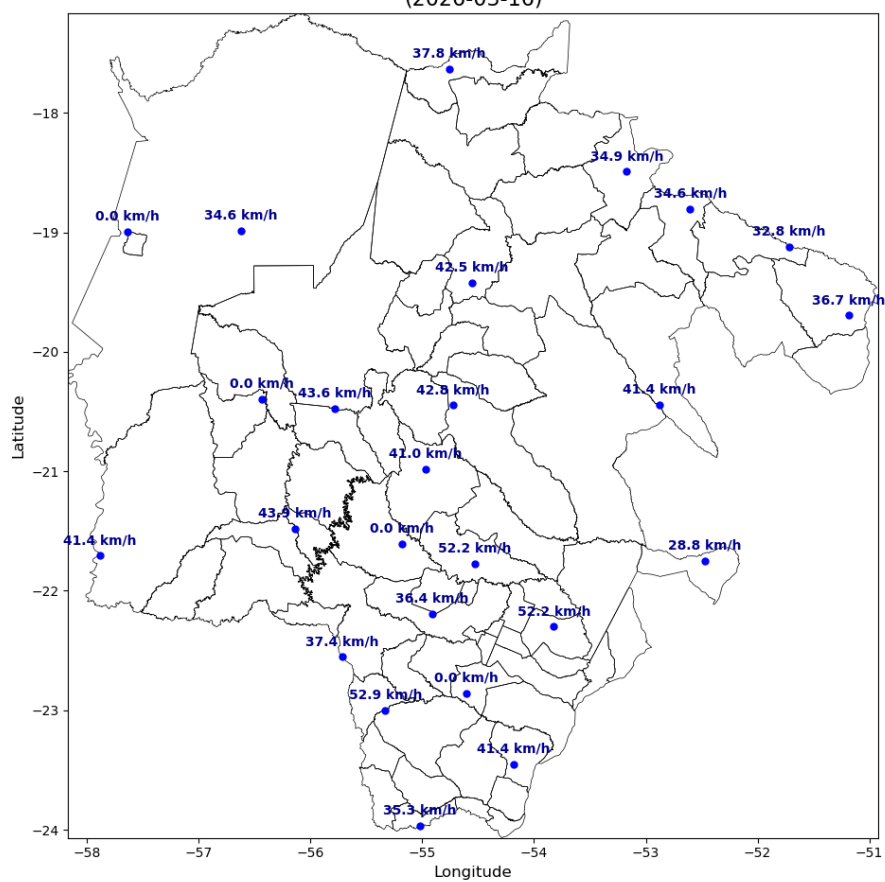 (2026-03-16)
37.8 km/h
34.9 km/h
34.6 km/h
0.0 km/h
34.6 km/h
32.8 km/h
42.5 km/h
36.7 km/h
0.0 km/h
43.6 km/h
42.8 km/h
41.4 km/h
41.0 km/h
43.9 km/h
0.0 km/h
41.4 km/h
52.2 km/h
28.8 km/h
36.4 km/h
52.2 km/h
37.4 km/h
0.0 km/h
52.9 km/h
41.4 km/h
35.3 km/h
−18
−19
−20
−21
−22
−23
−24
Latitude
−58 −57 −56 −55 −54 −53 −52 −51
Longitude